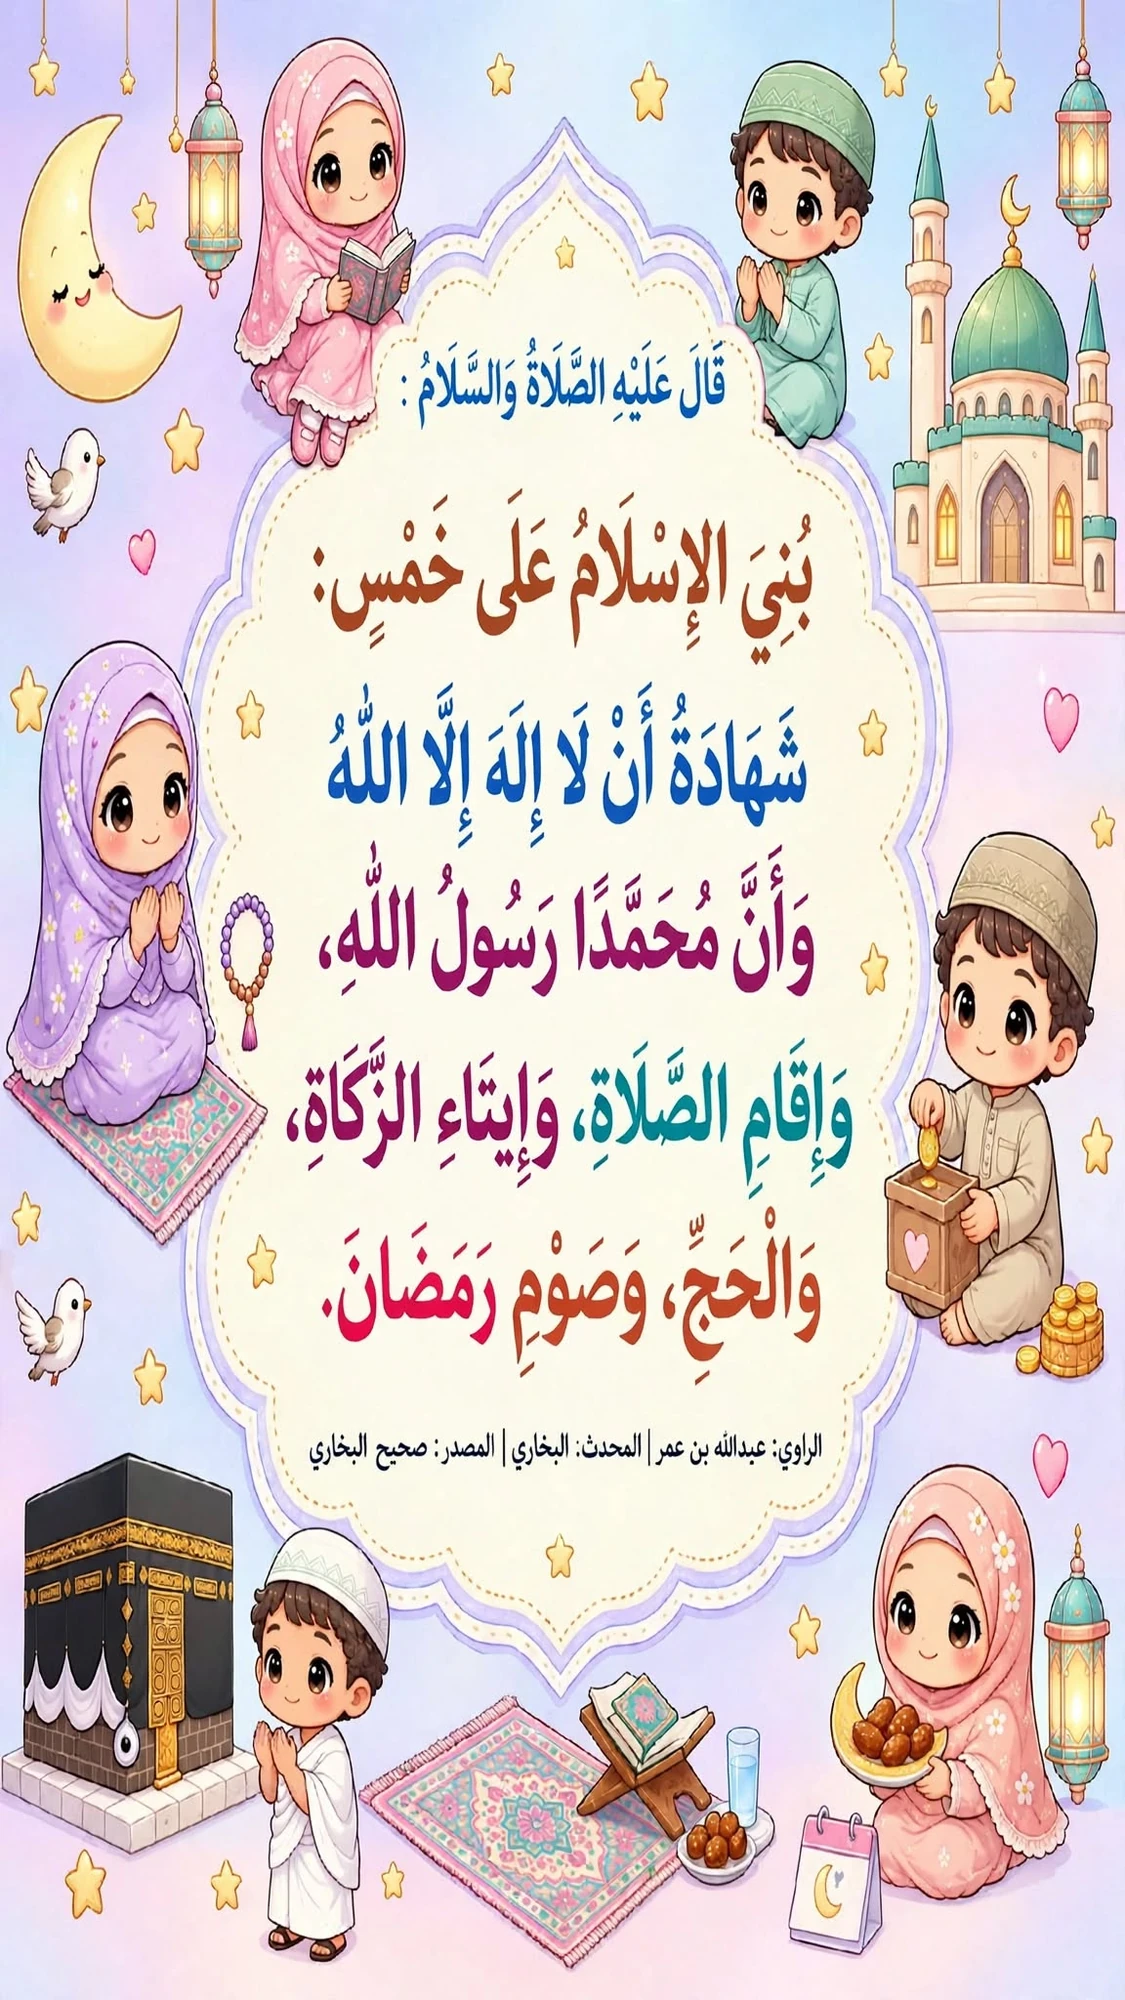 قَالَ عَلَيْهِ الصَّلَاةُ وَالسَّلَامُ :
بُنِيَ الإِسْلَامُ عَلَى خَمْسٍ:
شَهَادَةُ أَنْ لَا إِلَهَ إِلَّا اللَّهُ
وَأَنَّ مُحَمَّدًا رَسُولُ اللَّهِ،
وَإِقَامِ الصَّلَاةِ، وَإِيتَاءِ الزَّكَاةِ،
وَالْحَجِّ، وَصَوْمِ رَمَضَانَ.
الراوي: عبدالله بن عمر | المحدث: البخاري | المصدر: صحيح البخاري